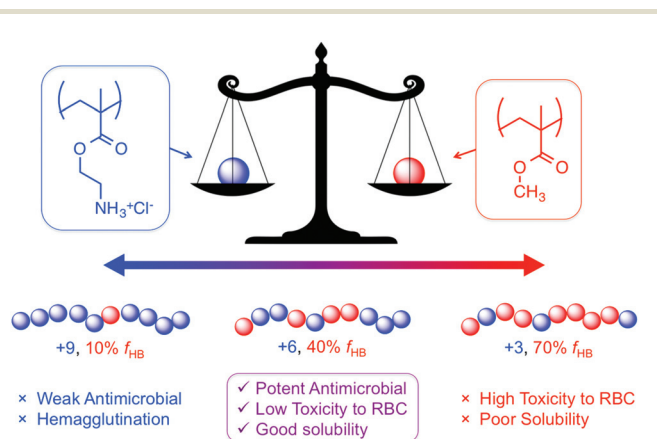 O
O
NH₃⁺Cl⁻
O
O
CH₃
+9, 10% fHB
+6, 40% fHB
+3, 70% fHB
× Weak Antimicrobial
× Hemagglutination
✓ Potent Antimicrobial
✓ Low Toxicity to RBC
✓ Good solubility
× High Toxicity to RBC
× Poor Solubility